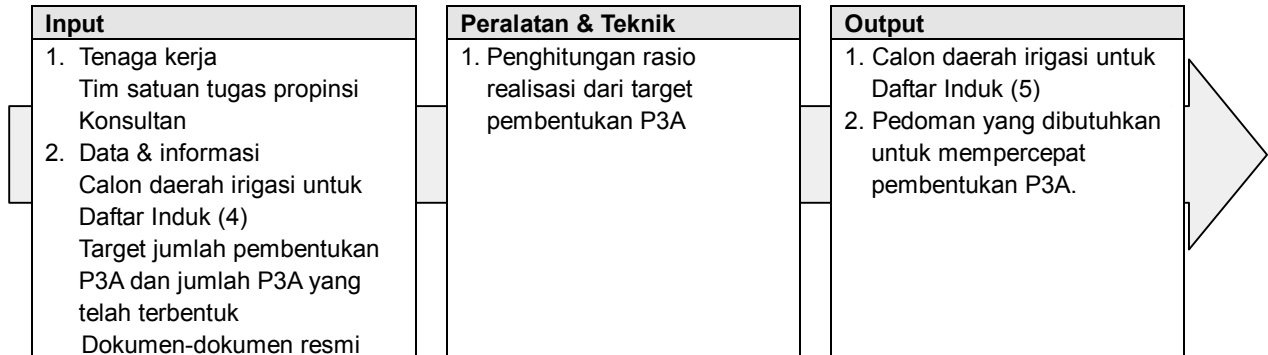 Input
1. Tenaga kerja
Tim satuan tugas propinsi
Konsultan
2. Data & informasi
Calon daerah irigasi untuk
Daftar Induk (4)
Target jumlah pembentukan
P3A dan jumlah P3A yang
telah terbentuk
Dokumen-dokumen resmi
Peralatan & Teknik
1. Penghitungan rasio
realisasi dari target
pembentukan P3A
Output
1. Calon daerah irigasi untuk
Daftar Induk (5)
2. Pedoman yang dibutuhkan
untuk mempercepat
pembentukan P3A.